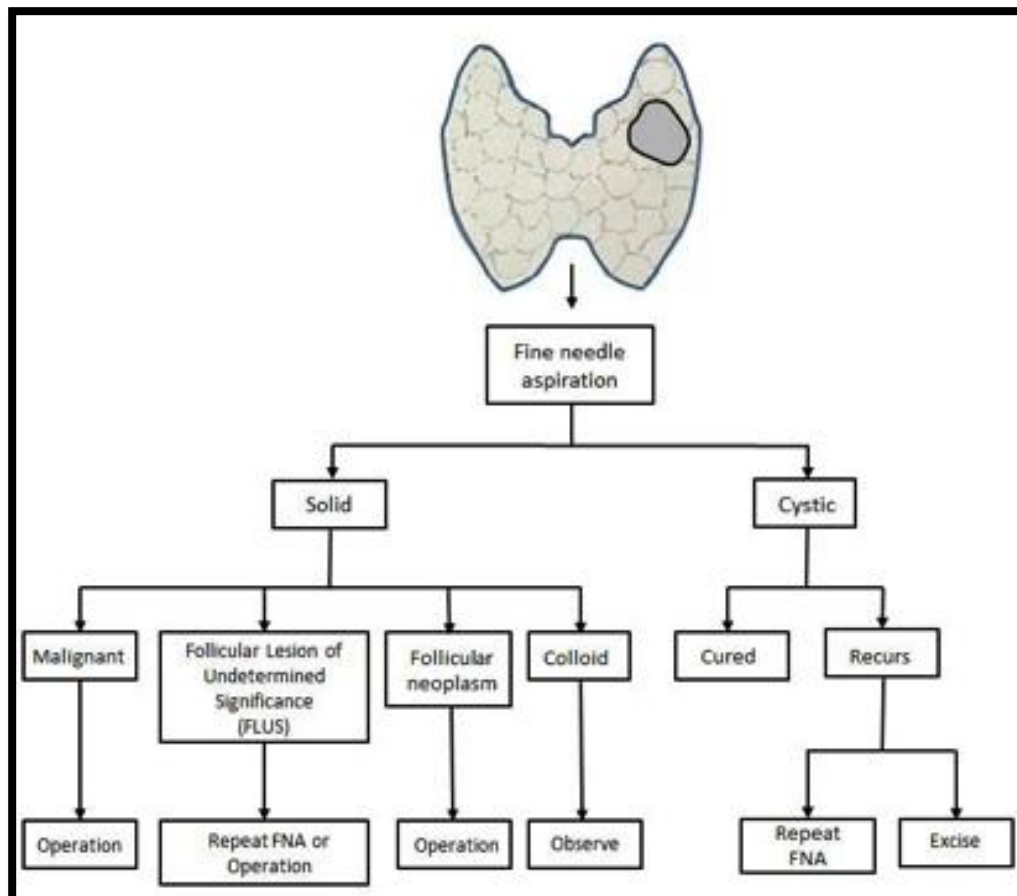 Fine needle
aspiration
Solid
Cystic
Malignant
Follicular Lesion of
Undetermined
Significance
(FLUS)
Follicular
neoplasm
Colloid
Cured
Recurs
Operation
Repeat FNA or
Operation
Operation
Observe
Repeat
FNA
Excise